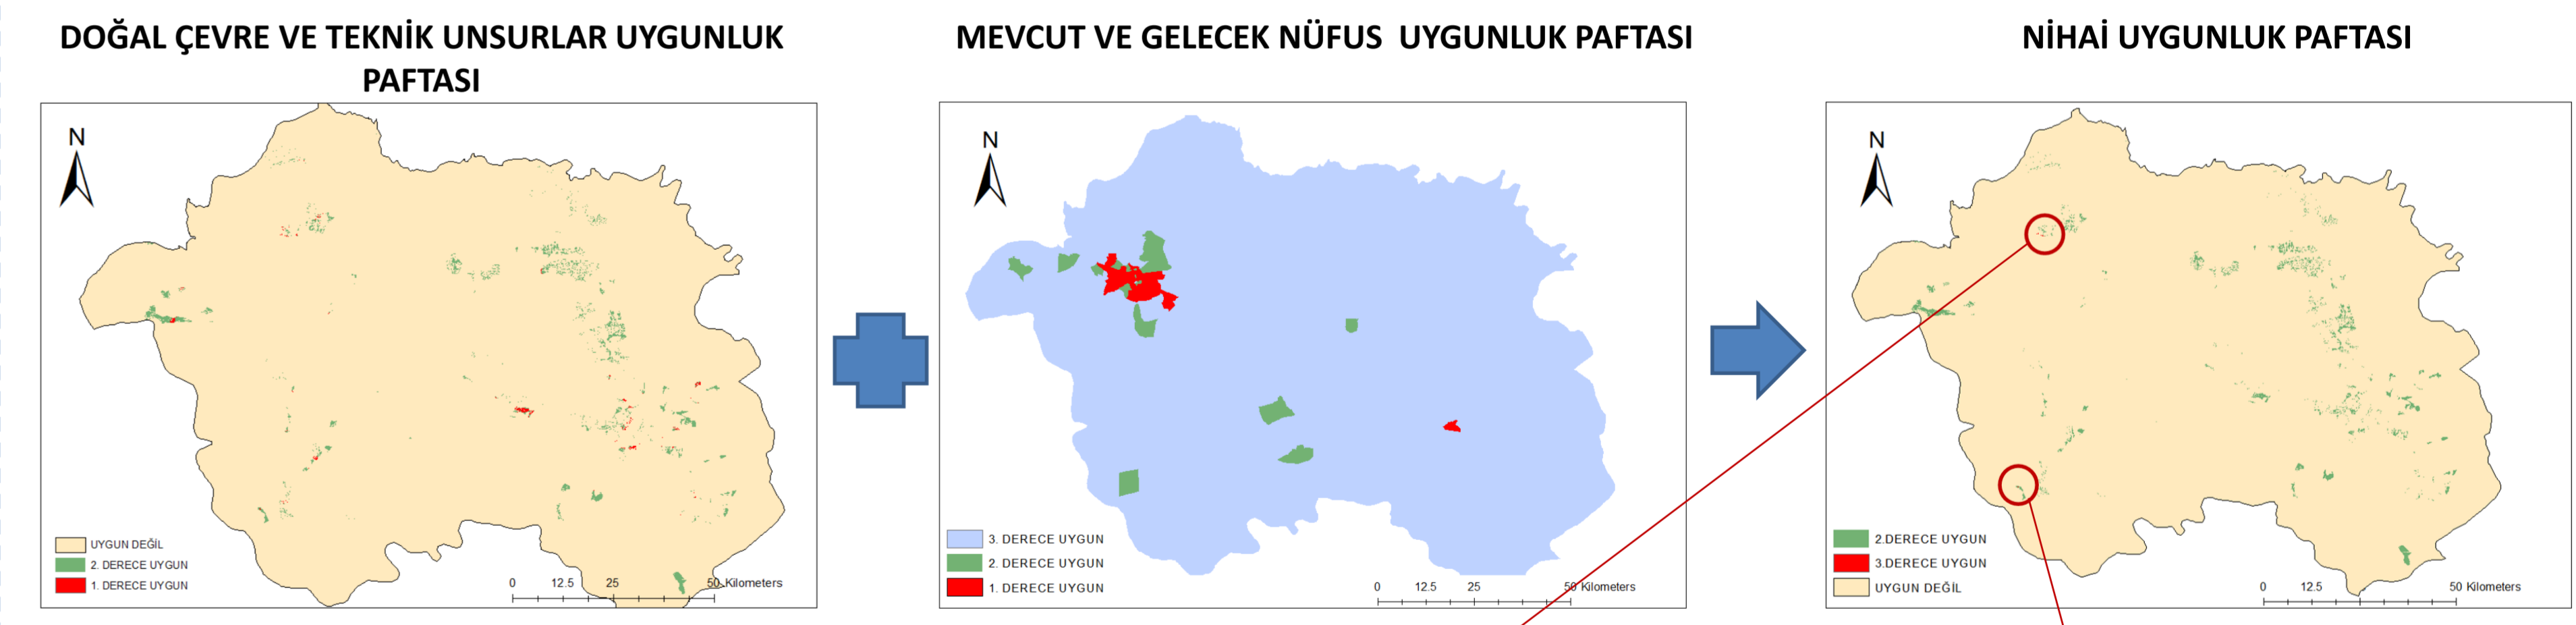 DOĞAL ÇEVRE VE TEKNİK UNSURLAR UYGUNLUK
PAFTASI
N
UYGUN DEĞİL
2. DERECE UYGUN
1. DERECE UYGUN
0 12.5 25 50 Kilometers
MEVCUT VE GELECEK NÜFUS UYGUNLUK PAFTASI
N
3. DERECE UYGUN
2. DERECE UYGUN
1. DERECE UYGUN
0 12.5 25 50 Kilometers
NİHAİ UYGUNLUK PAFTASI
N
2.DERECE UYGUN
3.DERECE UYGUN
UYGUN DEĞİL
0 12.5 50 Kilometers